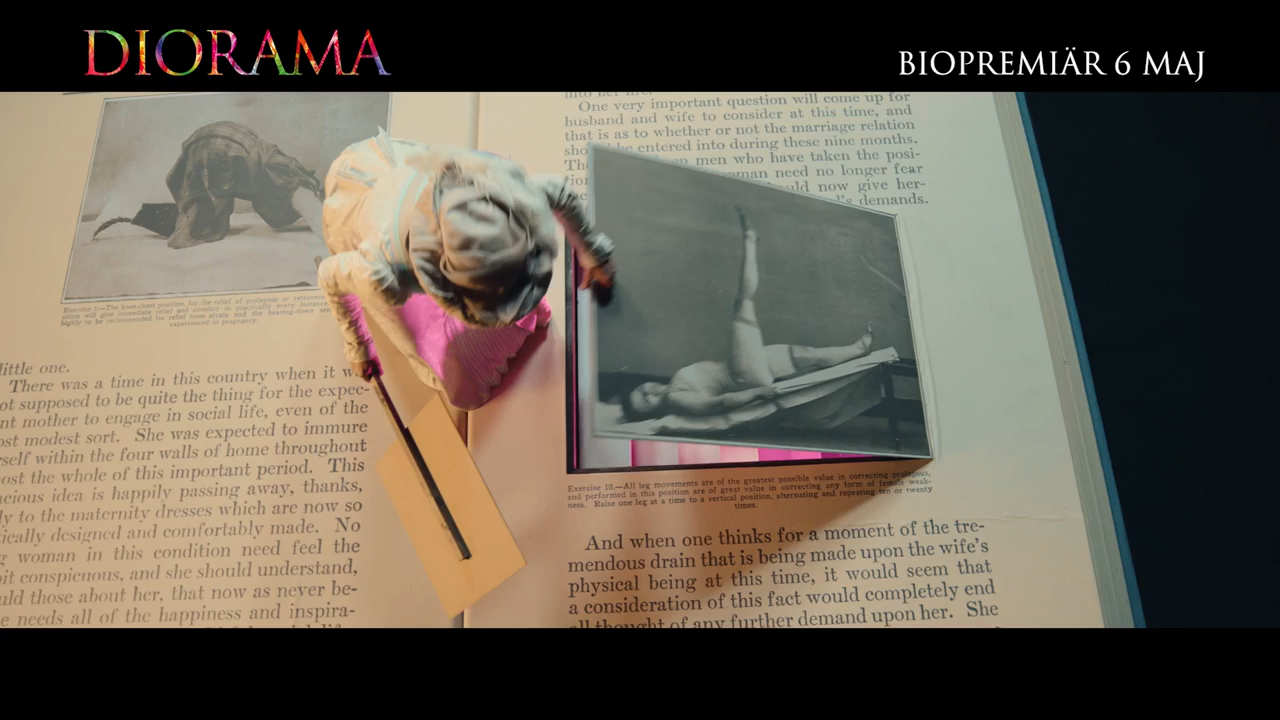 DIORAMA
BIOPREMIÄR 6 MAJ
little one.
There was a time in this country when it w
ot supposed to be quite the thing for the expec-
nt mother to engage in social life, even of the
ost modest sort. She was expected to immure
rself within the four walls of home throughout
ost the whole of this important period. This
acious idea is happily passing away, thanks,
ly to the maternity dresses which are now so
tically designed and comfortably made. No
g woman in this condition need feel the
bit conspicuous, and she should understand,
uld those about her, that now as never be-
e needs all of the happiness and inspira-
into her life.
One very important question will come up for
husband and wife to consider at this time, and
that is as to whether or not the marriage relation
be entered into during these nine months.
men who have taken the posi-
woman need no longer fear
should now give her-
demands.
Exercise 10.—All leg movements are of the greatest possible value in correcting prolapsus,
and performed in this position are of great value in correcting any form of female weak-
ness. Raise one leg at a time to a vertical position, alternating and repeating ten or twenty
times.
And when one thinks for a moment of the tre-
mendous drain that is being made upon the wife's
physical being at this time, it would seem that
a consideration of this fact would completely end
all thought of any further demand upon her. She